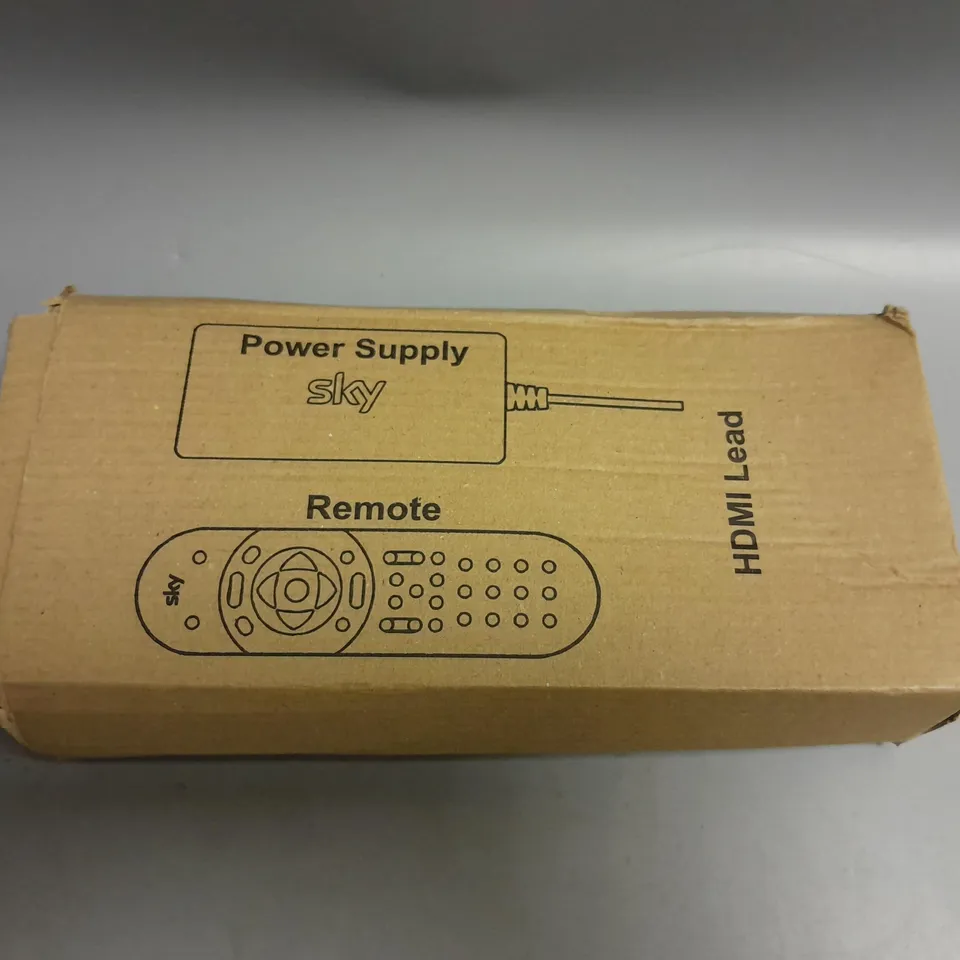 Power Supply
sky
HDMI Lead
Remote
sky